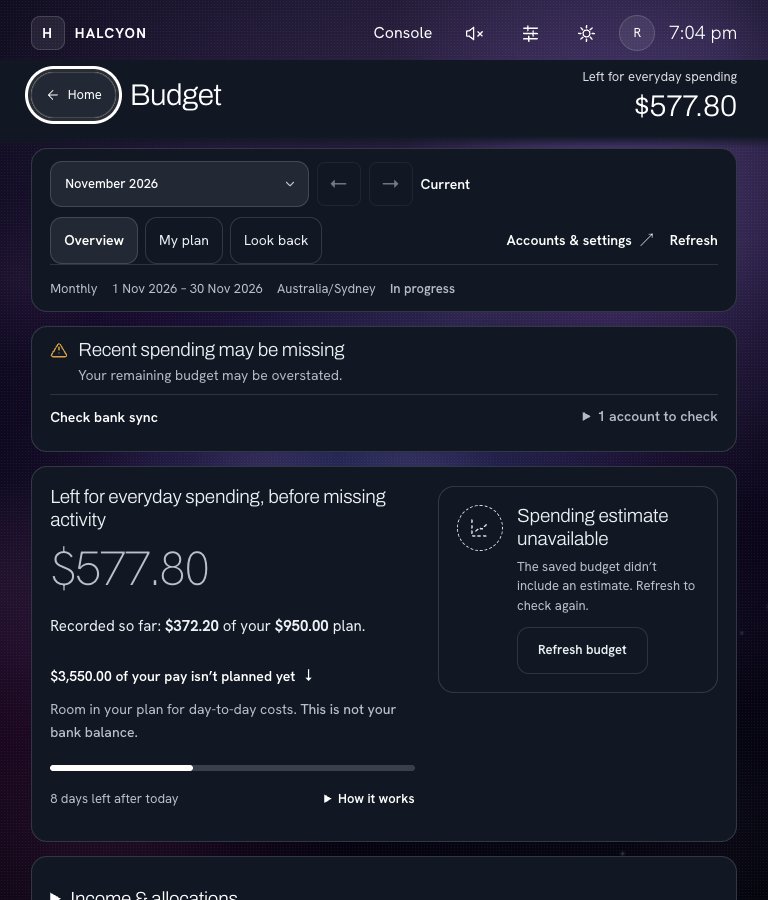 H HALCYON Console R 7:04 pm
← Home Budget
Left for everyday spending
$577.80
November 2026 ← → Current
Overview My plan Look back Accounts & settings ↗ Refresh
Monthly 1 Nov 2026 – 30 Nov 2026 Australia/Sydney In progress
Recent spending may be missing
Your remaining budget may be overstated.
Check bank sync ▶ 1 account to check
Left for everyday spending, before missing
activity
$577.80
Recorded so far: $372.20 of your $950.00 plan.
$3,550.00 of your pay isn’t planned yet ↓
Room in your plan for day-to-day costs. This is not your
bank balance.
8 days left after today ▶ How it works
Spending estimate
unavailable
The saved budget didn’t
include an estimate. Refresh to
check again.
Refresh budget
▶ Income & allocations